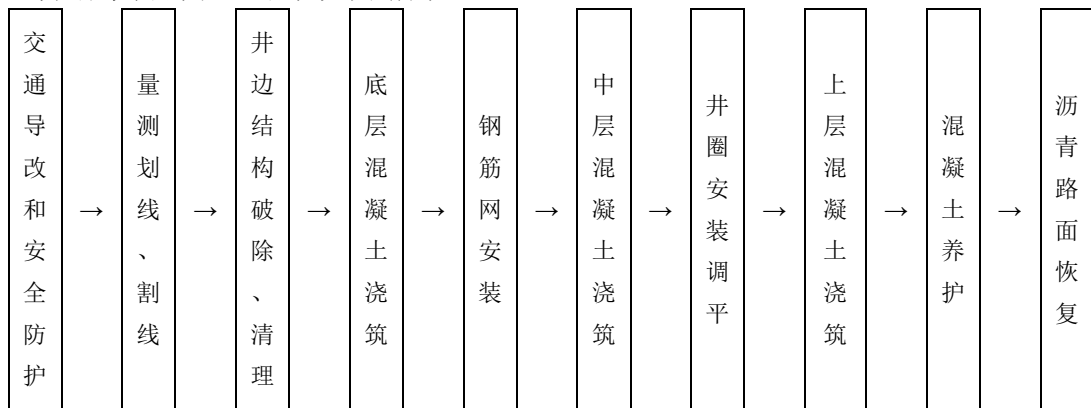 交通导改和安全防护
→
量测划线、割线
→
井边结构破除、清理
→
底层混凝土浇筑
→
钢筋网安装
→
中层混凝土浇筑
→
井圈安装调平
→
上层混凝土浇筑
→
混凝土养护
→
沥青路面恢复